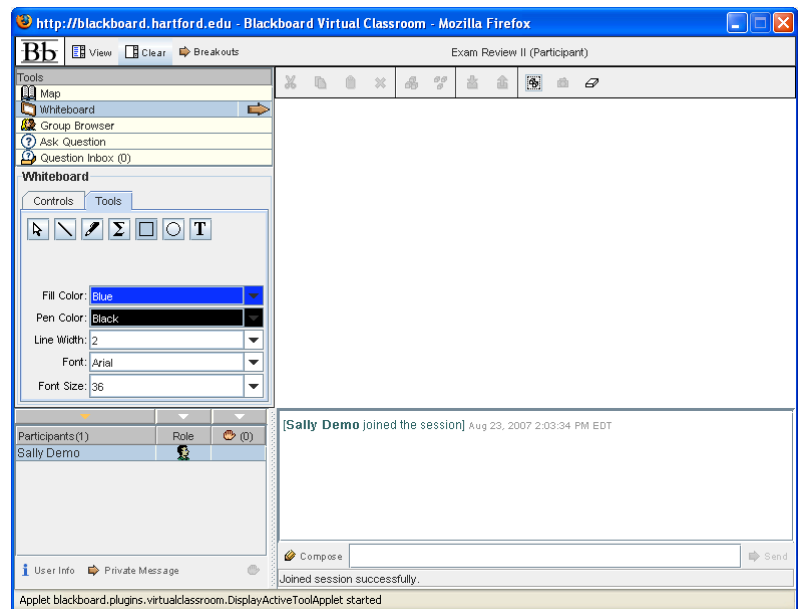 http://blackboard.hartford.edu - Blackboard Virtual Classroom - Mozilla Firefox
Bb View Clear Breakouts Exam Review II (Participant)
Tools
Map
Whiteboard
Group Browser
Ask Question
Question Inbox (0)
Whiteboard
Controls Tools
Σ T
Fill Color: Blue
Pen Color: Black
Line Width: 2
Font: Arial
Font Size: 36
Participants(1) Role (0)
Sally Demo
User Info Private Message
[Sally Demo joined the session] Aug 23, 2007 2:03:34 PM EDT
Compose Send
Joined session successfully.
Applet blackboard.plugins.virtualclassroom.DisplayActiveToolApplet started